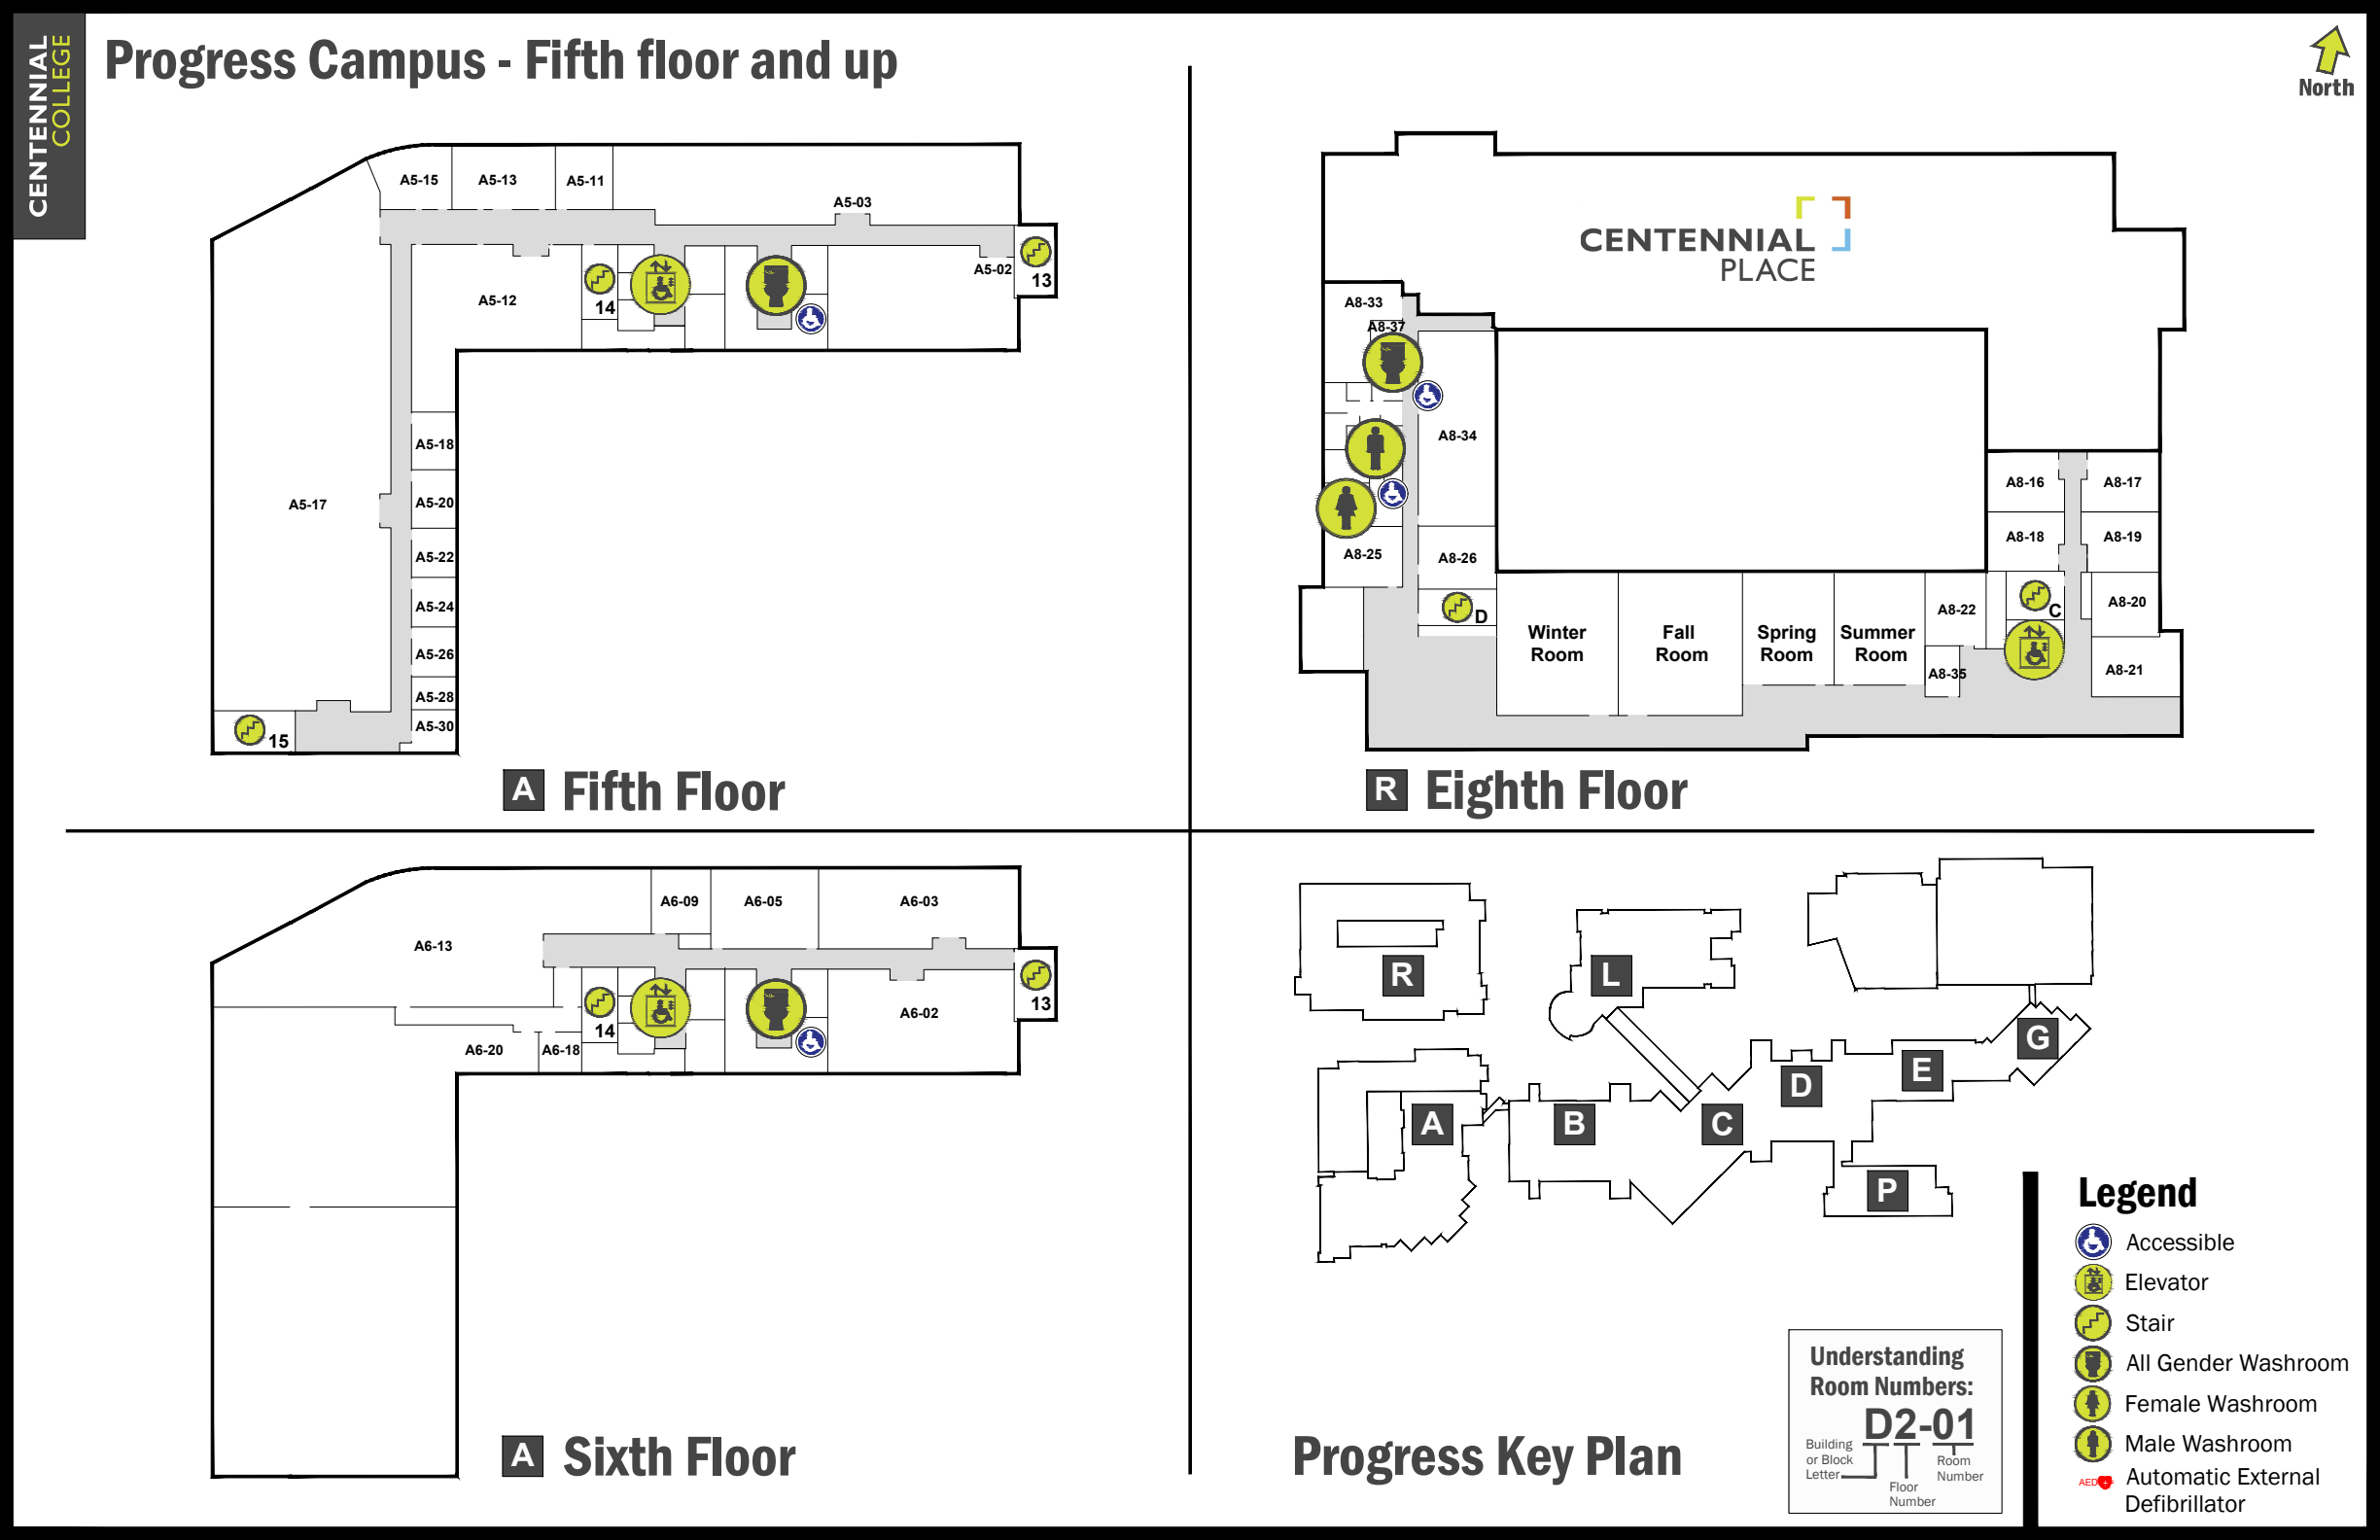 CENTENNIAL
COLLEGE
Progress Campus - Fifth floor and up
North
A5-15
A5-13
A5-11
A5-03
A5-02
13
A5-12
14
A5-18
A5-17
A5-20
A5-22
A5-24
A5-26
A5-28
A5-30
15
A Fifth Floor
CENTENNIAL
PLACE
A8-33
A8-37
A8-34
A8-16
A8-17
A8-18
A8-19
A8-25
A8-26
D
C
A8-22
A8-20
Winter
Room
Fall
Room
Spring
Room
Summer
Room
A8-35
A8-21
R Eighth Floor
A6-09
A6-05
A6-03
A6-13
13
14
A6-02
A6-20
A6-18
A Sixth Floor
R
L
G
E
D
A
B
C
P
Progress Key Plan
Understanding
Room Numbers:
D2-01
Building
or Block
Letter
Floor
Number
Room
Number
Legend
Accessible
Elevator
Stair
All Gender Washroom
Female Washroom
Male Washroom
AED
Automatic External
Defibrillator